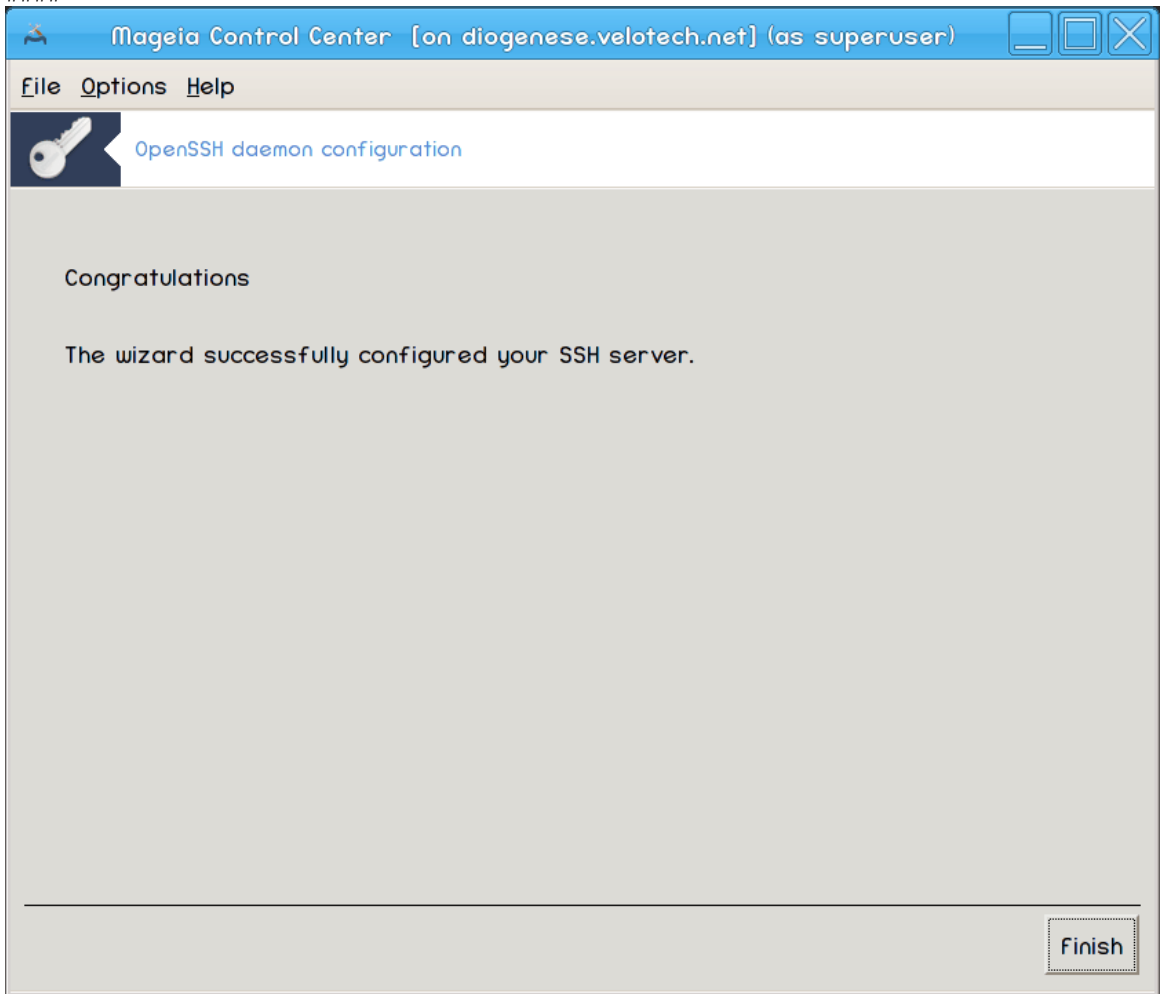 Mageia Control Center [on diogenese.velotech.net] (as superuser)
File Options Help
OpenSSH daemon configuration
Congratulations
The wizard successfully configured your SSH server.
Finish